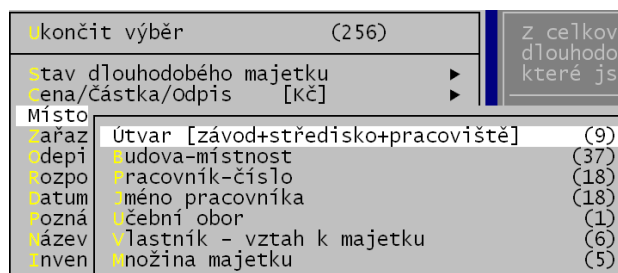 Ukončit výběr (256)
Z celkov
dlouhodo
které js
Stav dlouhodobého majetku ►
Cena/Částka/Odpis [Kč] ►
Místo
Zařaz
Odepi
Rozpo
Datum
Pozná
Název
Inven
Útvar [závod+středisko+pracoviště] (9)
Budova-místnost (37)
Pracovník-číslo (18)
Jméno pracovníka (18)
Učební obor (1)
Vlastník - vztah k majetku (6)
Množina majetku (5)